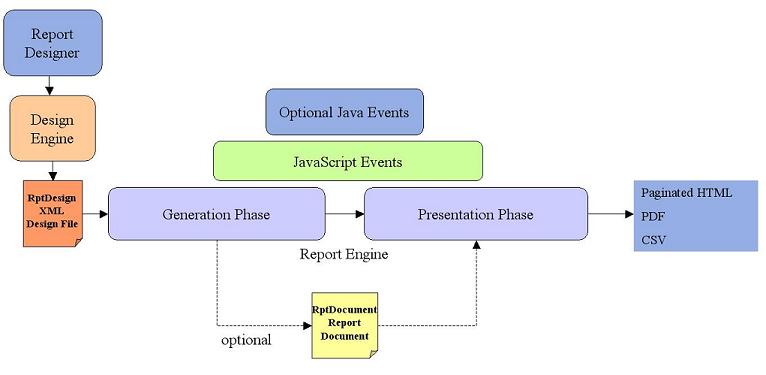 Report
Designer
Design
Engine
RptDesign
XML
Design File
Optional Java Events
JavaScript Events
Generation Phase
Presentation Phase
Report Engine
RptDocument
Report
Document
optional
Paginated HTML
PDF
CSV